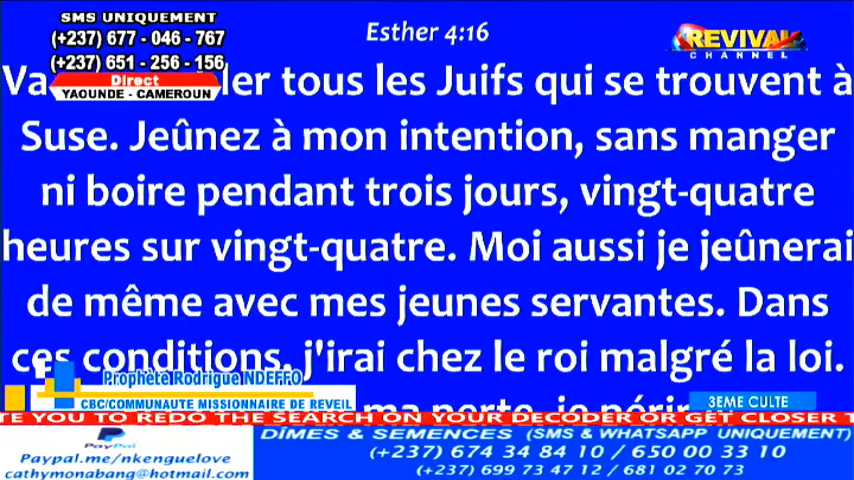 SMS UNIQUEMENT
(+237) 677 - 046 - 767
(+237) 651 - 256 - 156
Direct
YAOUNDE - CAMEROUN
Esther 4:16
REVIVAL
CHANNEL
Va ler tous les Juifs qui se trouvent à
Suse. Jeûnez à mon intention, sans manger
ni boire pendant trois jours, vingt-quatre
heures sur vingt-quatre. Moi aussi je jeûnerai
de même avec mes jeunes servantes. Dans
ces conditions, j'irai chez le roi malgré la loi.
ma perte, je
Prophète Rodrigue NDEFFO
CBC/COMMUNAUTE MISSIONNAIRE DE REVEIL
3EME CULTE
TE YOU TO REDO THE SEARCH ON YOUR DECODER OR GET CLOSER T
PayPal
Paypal.me/nkenguelove
cathymonabang@hotmail.com
DÎMES & SEMENCES (SMS & WHATSAPP UNIQUEMENT)
(+237) 674 34 84 10 / 650 00 33 10
(+237) 699 73 47 12 / 681 02 70 73